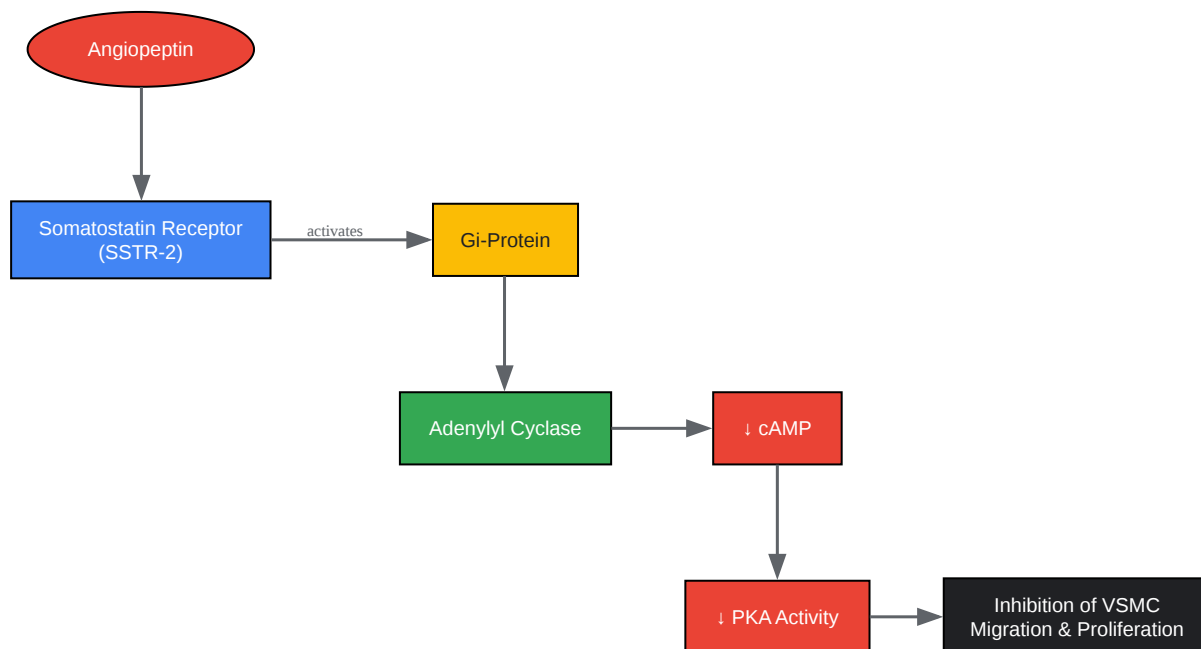 Angiopeptin
Somatostatin Receptor
(SSTR-2)
activates
Gi-Protein
Adenylyl Cyclase
↓ cAMP
↓ PKA Activity
Inhibition of VSMC
Migration & Proliferation